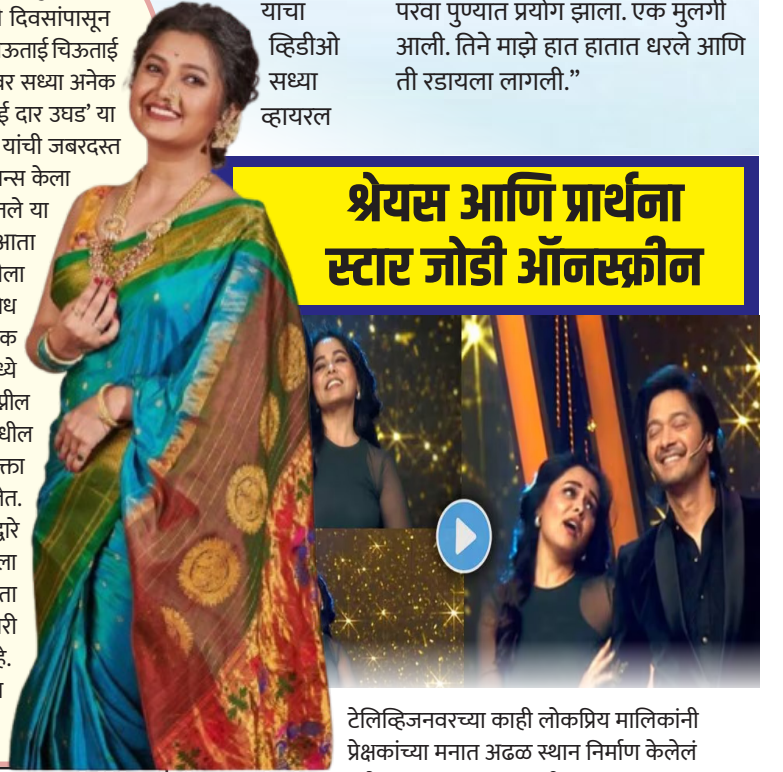 दिवसांपासून
चिऊताई
सध्या अनेक
दार उघड’ या
यांची जबरदस्त
केला
या
आता
याचा
व्हिडीओ
सध्या
व्हायरल
परवा पुण्यात प्रयोग झाला. एक मुलगी
आली. तिने माझे हात हातात धरले आणि
ती रडायला लागली.”
श्रेयस आणि प्रार्थना
स्टार जोडी ऑनस्क्रीन
टेलिव्हिजनवरच्या काही लोकप्रिय मालिकांनी
प्रेक्षकांच्या मनात अढळ स्थान निर्माण केलेलं